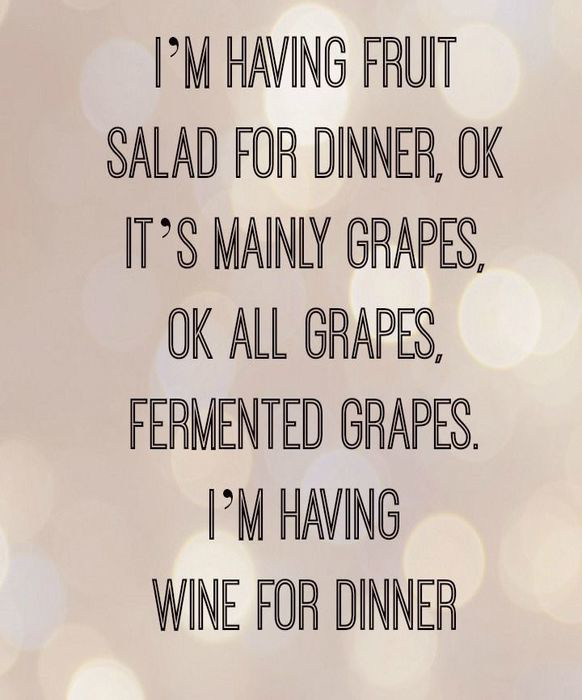 I'M HAVING FRUIT
SALAD FOR DINNER, OK
IT'S MAINLY GRAPES,
OK ALL GRAPES,
FERMENTED GRAPES.
I'M HAVING
WINE FOR DINNER